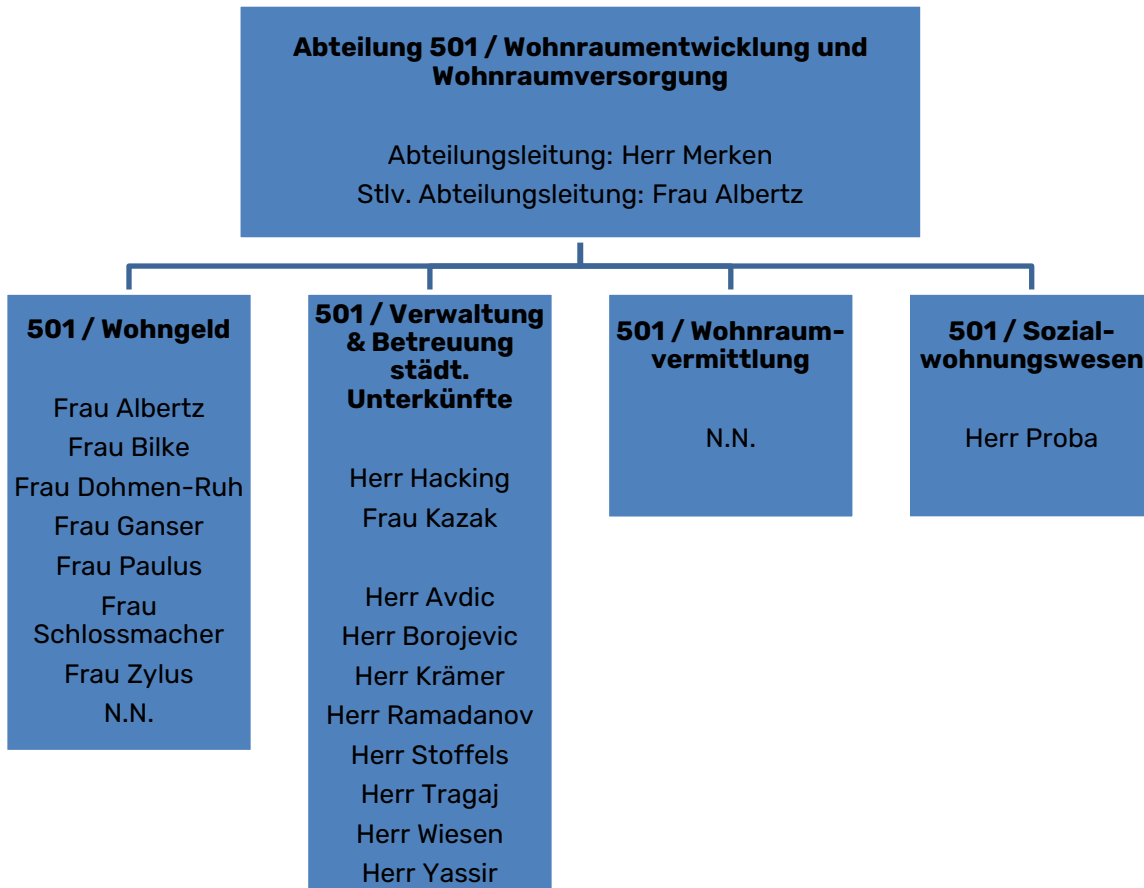 Abteilung 501 / Wohnraumentwicklung und
Wohnraumversorgung
Abteilungsleitung: Herr Merken
Stlv. Abteilungsleitung: Frau Albertz
501 / Wohngeld
Frau Albertz
Frau Bilke
Frau Dohmen-Ruh
Frau Ganser
Frau Paulus
Frau
Schlossmacher
Frau Zylus
N.N.
501 / Verwaltung
& Betreuung
städt.
Unterkünfte
Herr Hacking
Frau Kazak
Herr Avdic
Herr Borojevic
Herr Krämer
Herr Ramadanov
Herr Stoffels
Herr Tragaj
Herr Wiesen
Herr Yassir
501 / Wohnraum-
vermittlung
N.N.
501 / Sozial-
wohnungswesen
Herr Proba